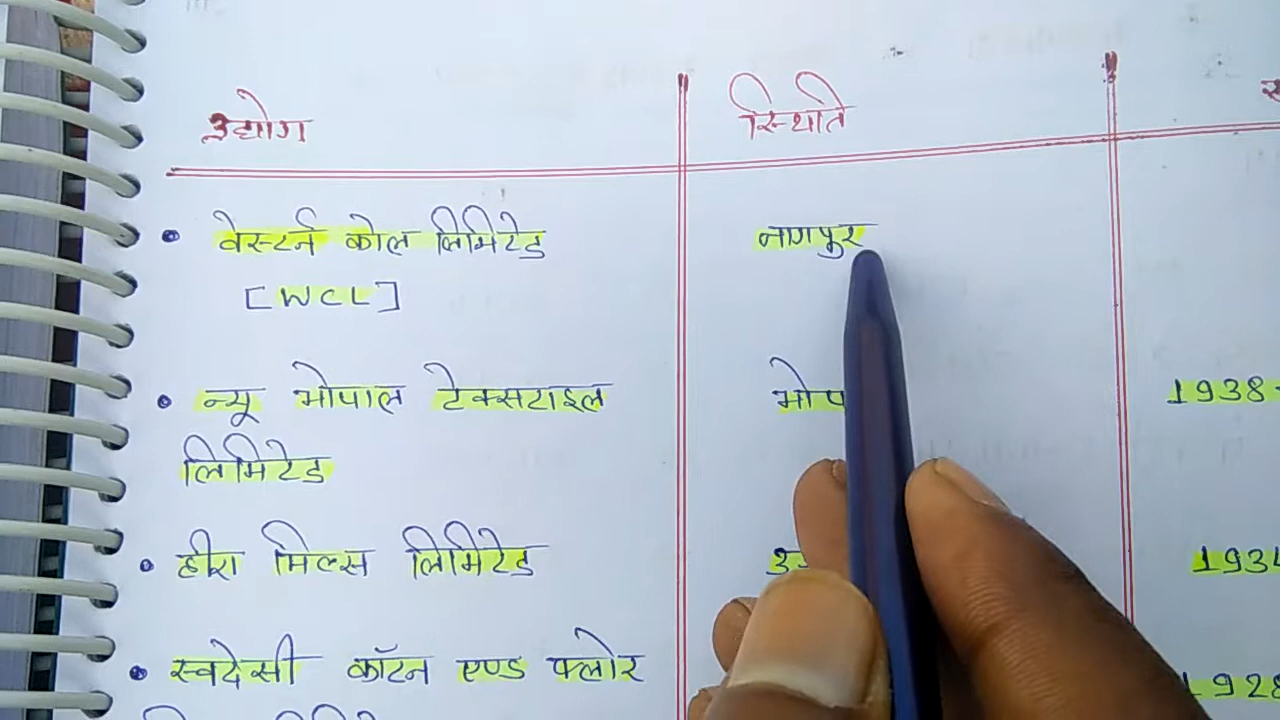 उद्योग स्थिति
• वेस्टर्न कोल लिमिटेड नागपुर
[WCL]
• न्यू भोपाल टेक्सटाइल भोप 1938-
लिमिटेड
• हीरा मिल्स लिमिटेड उ 1934
• स्वदेसी कॉटन एण्ड फ्लोर 1928